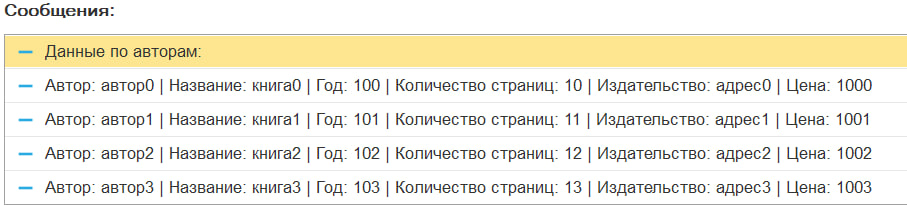 Сообщения:
Данные по авторам:
Автор: автор0 | Название: книга0 | Год: 100 | Количество страниц: 10 | Издательство: адрес0 | Цена: 1000
Автор: автор1 | Название: книга1 | Год: 101 | Количество страниц: 11 | Издательство: адрес1 | Цена: 1001
Автор: автор2 | Название: книга2 | Год: 102 | Количество страниц: 12 | Издательство: адрес2 | Цена: 1002
Автор: автор3 | Название: книга3 | Год: 103 | Количество страниц: 13 | Издательство: адрес3 | Цена: 1003